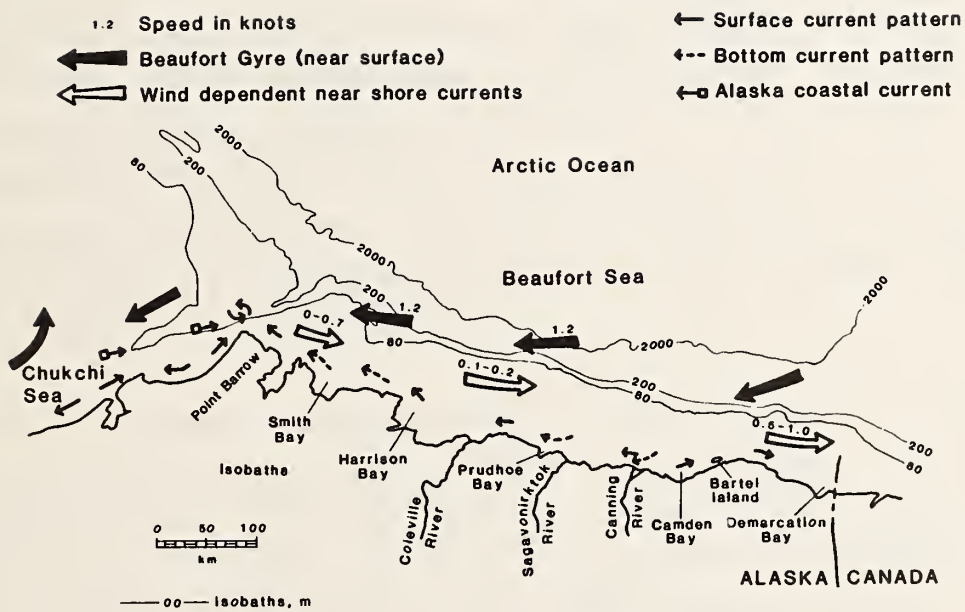 1.2 Speed in knots
Beaufort Gyre (near surface)
Wind dependent near shore currents
Surface current pattern
Bottom current pattern
Alaska coastal current
2000
200
80
Arctic Ocean
2000
Beaufort Sea
2000
200
1.2
0-0.7
80
1.2
2000
Chukchi
Sea
0.1-0.2
200
80
Point Barrow
0.5-1.0
200
80
Smith
Bay
Isobaths
Harrison
Bay
Prudhoe
Bay
Coleville
River
Sagavonirktok
River
Canning
River
Camden
Bay
Bartel
Ialand
Demarcation
Bay
0 50 100
km
ALASKA CANADA
00 Isobaths, m